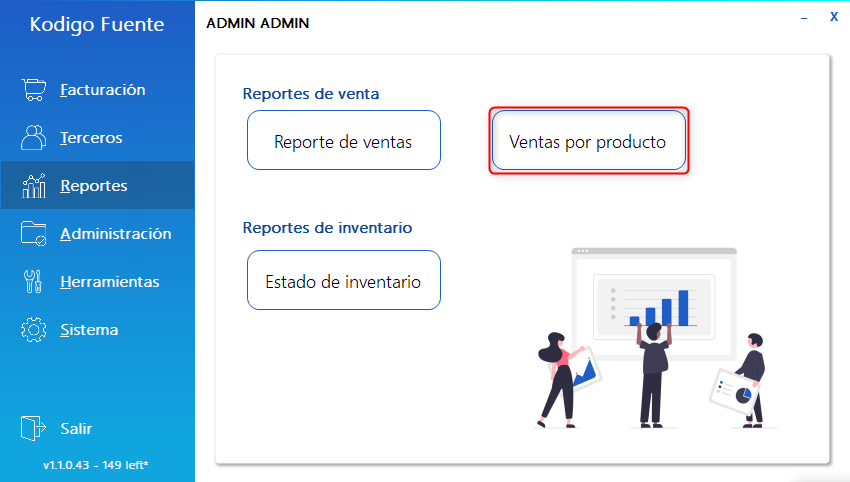 Kodigo Fuente
ADMIN ADMIN
– X
Facturación
Terceros
Reportes
Administración
Herramientas
Sistema
Salir
v1.1.0.43 - 149 left*
Reportes de venta
Reporte de ventas
Ventas por producto
Reportes de inventario
Estado de inventario